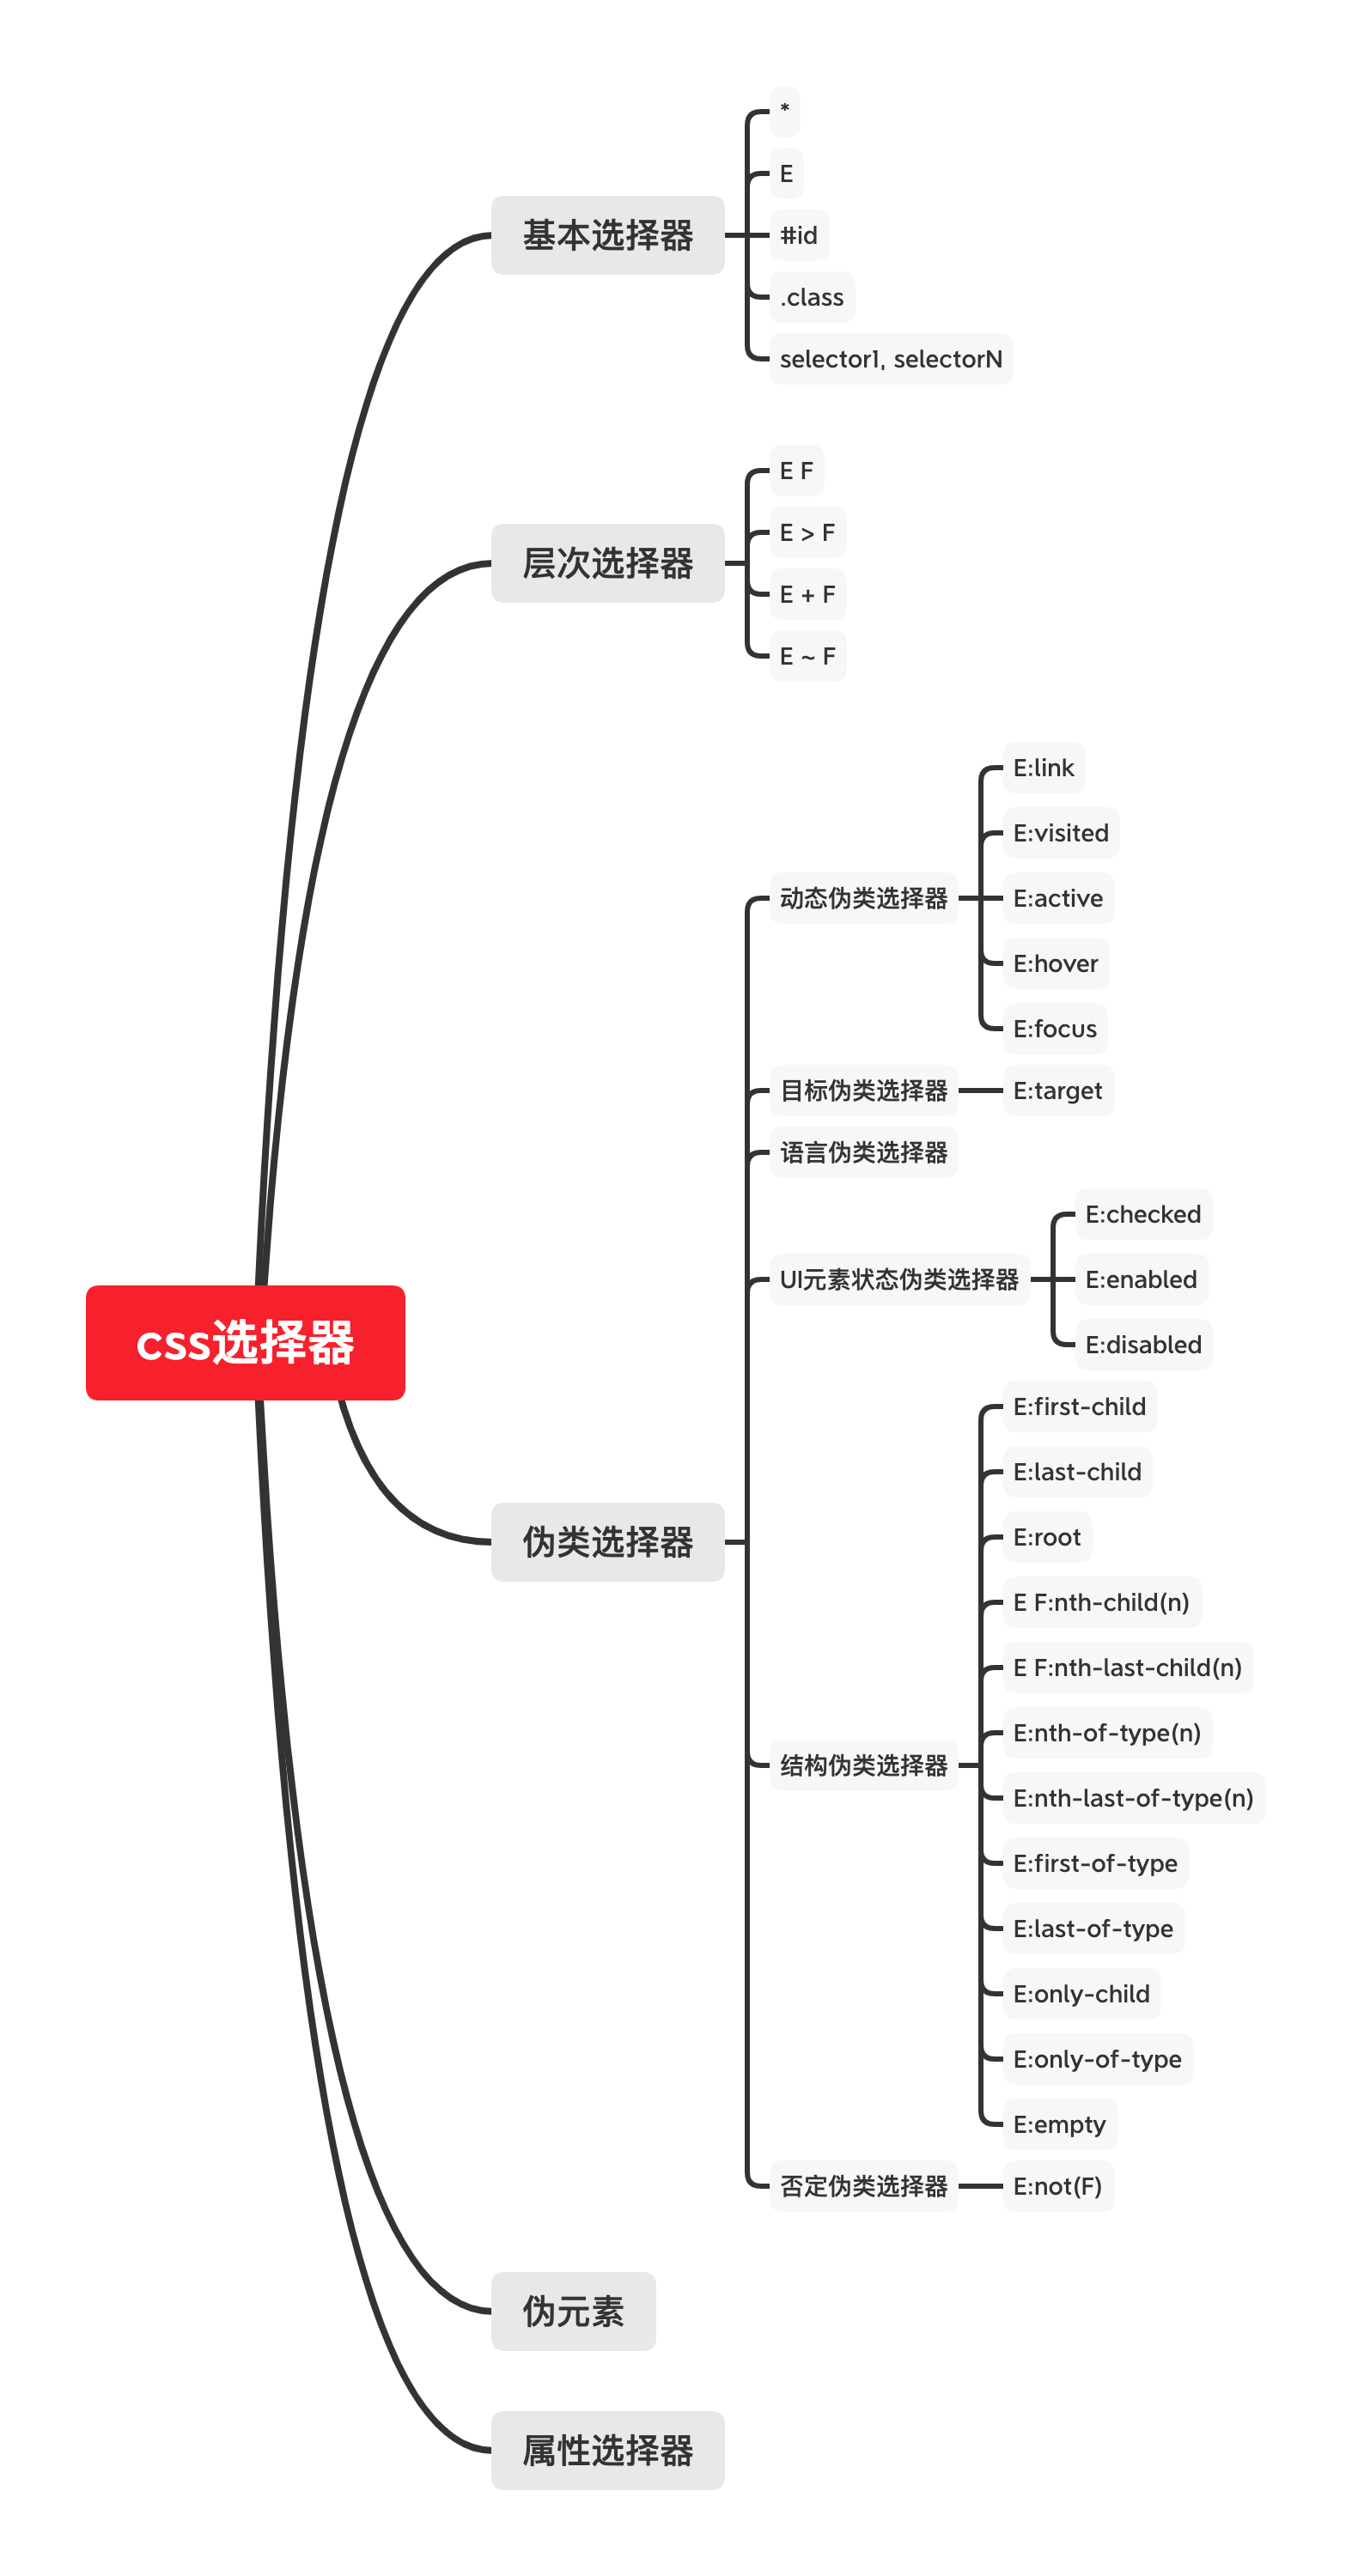 css选择器
基本选择器
*
E
#id
.class
selector1, selectorN
层次选择器
E F
E > F
E + F
E ~ F
伪类选择器
动态伪类选择器
E:link
E:visited
E:active
E:hover
E:focus
目标伪类选择器
E:target
语言伪类选择器
UI元素状态伪类选择器
E:checked
E:enabled
E:disabled
结构伪类选择器
E:first-child
E:last-child
E:root
E F:nth-child(n)
E F:nth-last-child(n)
E:nth-of-type(n)
E:nth-last-of-type(n)
E:first-of-type
E:last-of-type
E:only-child
E:only-of-type
E:empty
否定伪类选择器
E:not(F)
伪元素
属性选择器